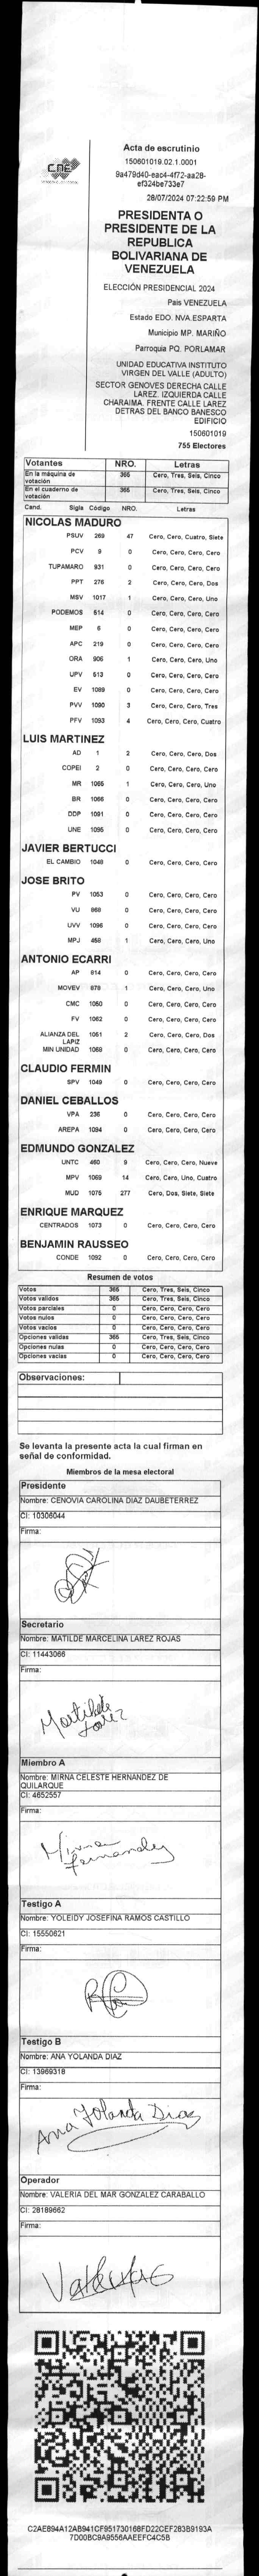 CNE
Acta de escrutinio
150601019.02.1.0001
9a479d40-eac4-4f72-aa28-
ef324be733e7
28/07/2024 07:22:59 PM
PRESIDENTA O
PRESIDENTE DE LA
REPUBLICA
BOLIVARIANA DE
VENEZUELA
ELECCIÓN PRESIDENCIAL 2024
Pais VENEZUELA
Estado EDO. NVA.ESPARTA
Municipio MP. MARIÑO
Parroquia PQ. PORLAMAR
UNIDAD EDUCATIVA INSTITUTO
VIRGEN DEL VALLE (ADULTO)
SECTOR GENOVES DERECHA CALLE
LAREZ. IZQUIERDA CALLE
CHARAIMA. FRENTE CALLE LAREZ
DETRAS DEL BANCO BANESCO
EDIFICIO
150601019
755 Electores
Votantes NRO. Letras
En la máquina de votación 365 Cero, Tres, Seis, Cinco
En el cuaderno de votación 365 Cero, Tres, Seis, Cinco
Cand. Sigla Código NRO. Letras
NICOLAS MADURO
PSUV 269 47 Cero, Cero, Cuatro, Siete
PCV 9 0 Cero, Cero, Cero, Cero
TUPAMARO 931 0 Cero, Cero, Cero, Cero
PPT 276 2 Cero, Cero, Cero, Dos
MSV 1017 1 Cero, Cero, Cero, Uno
PODEMOS 514 0 Cero, Cero, Cero, Cero
MEP 6 0 Cero, Cero, Cero, Cero
APC 219 0 Cero, Cero, Cero, Cero
ORA 906 1 Cero, Cero, Cero, Uno
UPV 513 0 Cero, Cero, Cero, Cero
EV 1089 0 Cero, Cero, Cero, Cero
PVV 1090 3 Cero, Cero, Cero, Tres
PFV 1093 4 Cero, Cero, Cero, Cuatro
LUIS MARTINEZ
AD 1 2 Cero, Cero, Cero, Dos
COPEI 2 0 Cero, Cero, Cero, Cero
MR 1065 1 Cero, Cero, Cero, Uno
BR 1066 0 Cero, Cero, Cero, Cero
DDP 1091 0 Cero, Cero, Cero, Cero
UNE 1095 0 Cero, Cero, Cero, Cero
JAVIER BERTUCCI
EL CAMBIO 1048 0 Cero, Cero, Cero, Cero
JOSE BRITO
PV 1053 0 Cero, Cero, Cero, Cero
VU 868 0 Cero, Cero, Cero, Cero
UVV 1096 0 Cero, Cero, Cero, Cero
MPJ 458 1 Cero, Cero, Cero, Uno
ANTONIO ECARRI
AP 814 0 Cero, Cero, Cero, Cero
MOVEV 878 1 Cero, Cero, Cero, Uno
CMC 1050 0 Cero, Cero, Cero, Cero
FV 1062 0 Cero, Cero, Cero, Cero
ALIANZA DEL LAPIZ 1051 2 Cero, Cero, Cero, Dos
MIN UNIDAD 1069 0 Cero, Cero, Cero, Cero
CLAUDIO FERMIN
SPV 1049 0 Cero, Cero, Cero, Cero
DANIEL CEBALLOS
VPA 236 0 Cero, Cero, Cero, Cero
AREPA 1094 0 Cero, Cero, Cero, Cero
EDMUNDO GONZALEZ
UNTC 460 9 Cero, Cero, Cero, Nueve
MPV 1069 14 Cero, Cero, Uno, Cuatro
MUD 1075 277 Cero, Dos, Siete, Siete
ENRIQUE MARQUEZ
CENTRADOS 1073 0 Cero, Cero, Cero, Cero
BENJAMIN RAUSSEO
CONDE 1092 0 Cero, Cero, Cero, Cero
Resumen de votos
Votos 365 Cero, Tres, Seis, Cinco
Votos validos 365 Cero, Tres, Seis, Cinco
Votos parciales 0 Cero, Cero, Cero, Cero
Votos nulos 0 Cero, Cero, Cero, Cero
Votos vacios 0 Cero, Cero, Cero, Cero
Opciones validas 365 Cero, Tres, Seis, Cinco
Opciones nulas 0 Cero, Cero, Cero, Cero
Opciones vacias 0 Cero, Cero, Cero, Cero
Observaciones:
Se levanta la presente acta la cual firman en
señal de conformidad.
Miembros de la mesa electoral
Presidente
Nombre: CENOVIA CAROLINA DIAZ DAUBETERREZ
CI: 10306044
Firma:
Secretario
Nombre: MATILDE MARCELINA LAREZ ROJAS
CI: 11443066
Firma:
Matilde
Larez
Miembro A
Nombre: MIRNA CELESTE HERNANDEZ DE
QUILARQUE
CI: 4652557
Firma:
Mirna
Fernandez
Testigo A
Nombre: YOLEIDY JOSEFINA RAMOS CASTILLO
CI: 15550621
Firma:
Testigo B
Nombre: ANA YOLANDA DIAZ
CI: 13969318
Firma:
Ana Yolanda Diaz
Operador
Nombre: VALERIA DEL MAR GONZALEZ CARABALLO
CI: 28189662
Firma:
C2AE894A12AB941CF951730168FD22CEF283B9193A
7D00BC9A9556AAEEFC4C5B